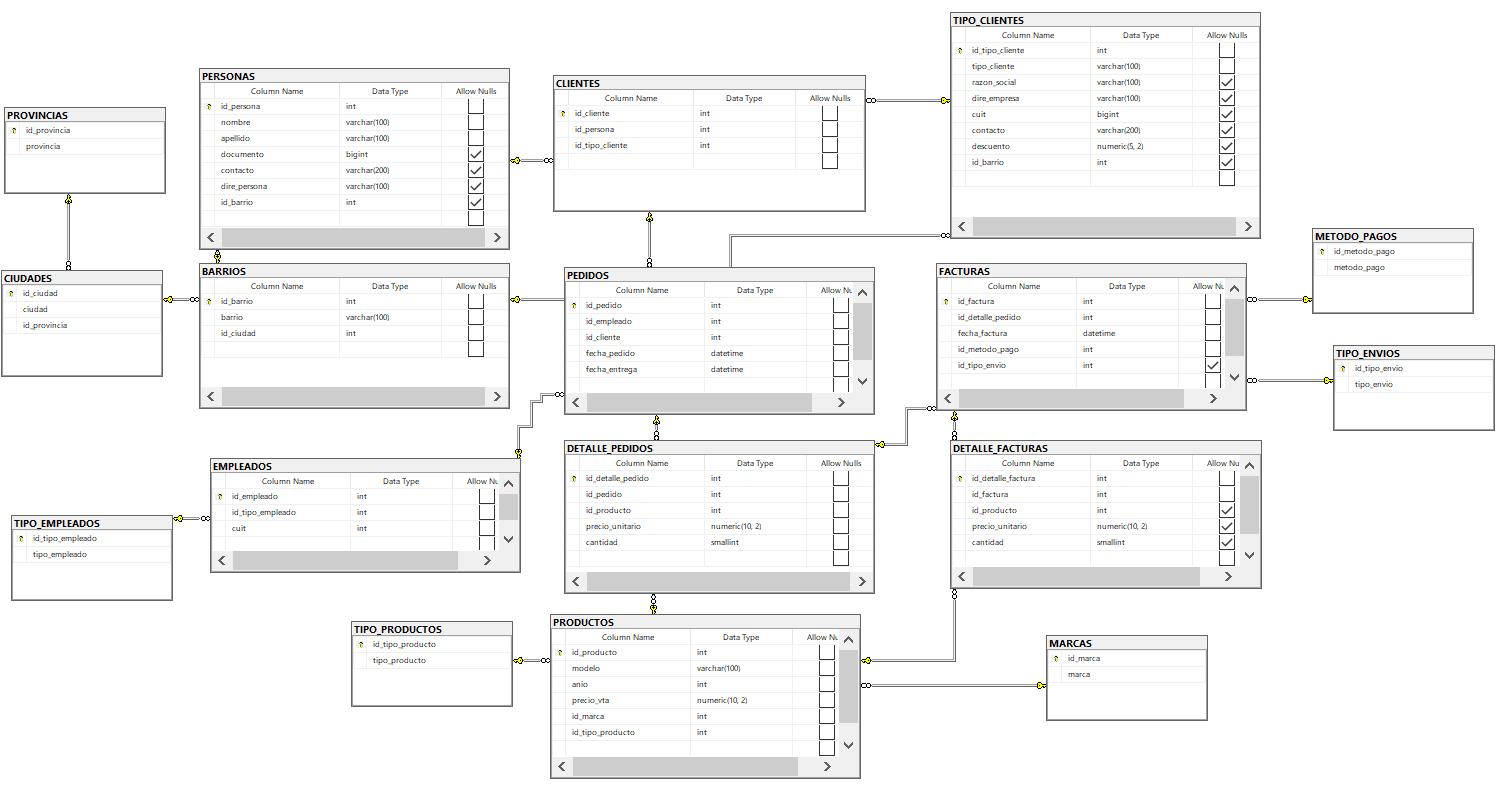 TIPO_CLIENTES
Column Name Data Type Allow Nulls
id_tipo_cliente int
tipo_cliente varchar(100)
razon_social varchar(100)
dire_empresa varchar(100)
cuit bigint
contacto varchar(200)
descuento numeric(5, 2)
id_barrio int
PERSONAS
Column Name Data Type Allow Nulls
id_persona int
nombre varchar(100)
apellido varchar(100)
documento bigint
contacto varchar(200)
dire_persona varchar(100)
id_barrio int
CLIENTES
Column Name Data Type Allow Nulls
id_cliente int
id_persona int
id_tipo_cliente int
PROVINCIAS
id_provincia
provincia
METODO_PAGOS
id_metodo_pago
metodo_pago
CIUDADES
id_ciudad
ciudad
id_provincia
BARRIOS
Column Name Data Type Allow Nulls
id_barrio int
barrio varchar(100)
id_ciudad int
PEDIDOS
Column Name Data Type Allow Nu
id_pedido int
id_empleado int
id_cliente int
fecha_pedido datetime
fecha_entrega datetime
FACTURAS
Column Name Data Type Allow Nu
id_factura int
id_detalle_pedido int
fecha_factura datetime
id_metodo_pago int
id_tipo_envio int
TIPO_ENVIOS
id_tipo_envio
tipo_envio
EMPLEADOS
Column Name Data Type Allow Nu
id_empleado int
id_tipo_empleado int
cuit int
DETALLE_PEDIDOS
Column Name Data Type Allow Nulls
id_detalle_pedido int
id_pedido int
id_producto int
precio_unitario numeric(10, 2)
cantidad smallint
DETALLE_FACTURAS
Column Name Data Type Allow Nu
id_detalle_factura int
id_factura int
id_producto int
precio_unitario numeric(10, 2)
cantidad smallint
TIPO_EMPLEADOS
id_tipo_empleado
tipo_empleado
TIPO_PRODUCTOS
id_tipo_producto
tipo_producto
PRODUCTOS
Column Name Data Type Allow Nu
id_producto int
modelo varchar(100)
anio int
precio_vta numeric(10, 2)
id_marca int
id_tipo_producto int
MARCAS
id_marca
marca